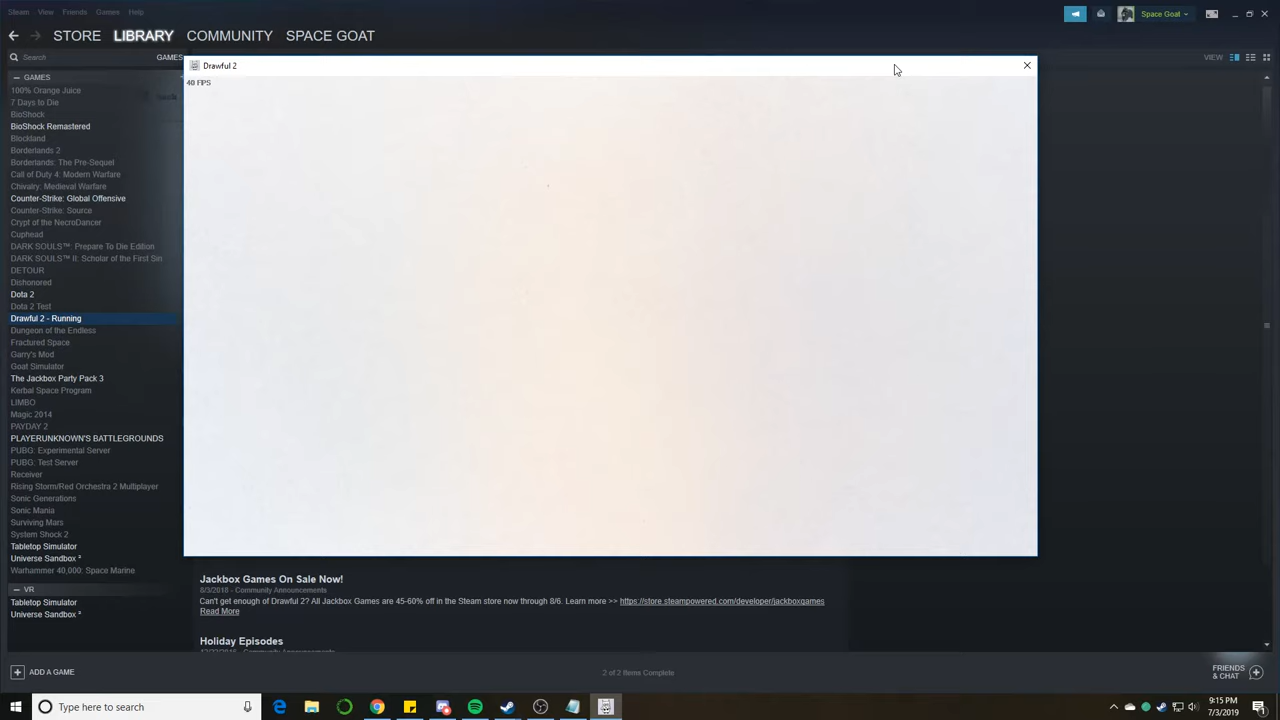 Steam View Friends Games Help
Space Goat
STORE LIBRARY COMMUNITY SPACE GOAT
Search GAMES
VIEW
Drawful 2
40 FPS
GAMES
100% Orange Juice
7 Days to Die
BioShock
BioShock Remastered
Blockland
Borderlands 2
Borderlands: The Pre-Sequel
Call of Duty 4: Modern Warfare
Chivalry: Medieval Warfare
Counter-Strike: Global Offensive
Counter-Strike: Source
Crypt of the NecroDancer
Cuphead
DARK SOULS™: Prepare To Die Edition
DARK SOULS™ II: Scholar of the First Sin
DETOUR
Dishonored
Dota 2
Dota 2 Test
Drawful 2 - Running
Dungeon of the Endless
Fractured Space
Garry's Mod
Goat Simulator
The Jackbox Party Pack 3
Kerbal Space Program
LIMBO
Magic 2014
PAYDAY 2
PLAYERUNKNOWN'S BATTLEGROUNDS
PUBG: Experimental Server
PUBG: Test Server
Receiver
Rising Storm/Red Orchestra 2 Multiplayer
Sonic Generations
Sonic Mania
Surviving Mars
System Shock 2
Tabletop Simulator
Universe Sandbox ²
Warhammer 40,000: Space Marine
VR
Tabletop Simulator
Universe Sandbox ²
Jackbox Games On Sale Now!
8/3/2018 - Community Announcements
Can't get enough of Drawful 2? All Jackbox Games are 45-60% off in the Steam store now through 8/6. Learn more >> https://store.steampowered.com/developer/jackboxgames
Read More
Holiday Episodes
ADD A GAME
2 of 2 Items Complete
FRIENDS
& CHAT
Type here to search
9:15 PM
7/3/2019